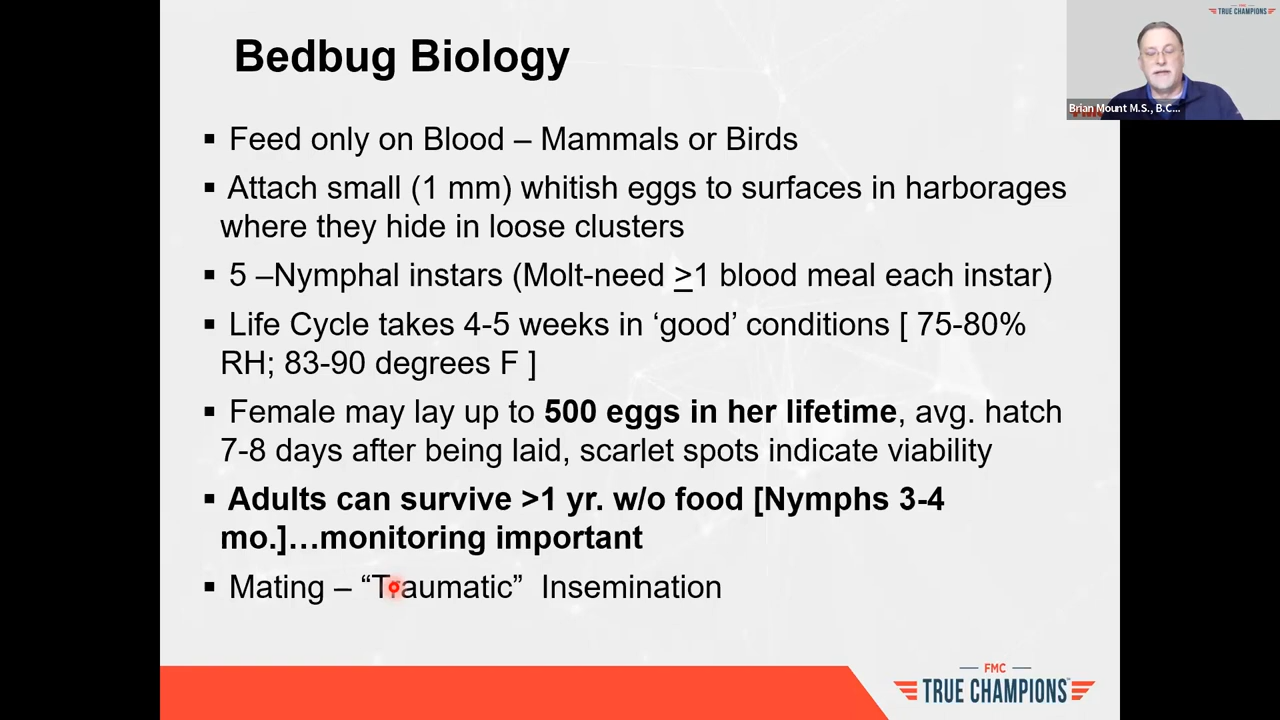 Bedbug Biology
▪ Feed only on Blood – Mammals or Birds
▪ Attach small (1 mm) whitish eggs to surfaces in harborages
where they hide in loose clusters
▪ 5 –Nymphal instars (Molt-need >1 blood meal each instar)
▪ Life Cycle takes 4-5 weeks in ‘good’ conditions [ 75-80%
RH; 83-90 degrees F ]
▪ Female may lay up to 500 eggs in her lifetime, avg. hatch
7-8 days after being laid, scarlet spots indicate viability
▪ Adults can survive >1 yr. w/o food [Nymphs 3-4
mo.]…monitoring important
▪ Mating – “Traumatic” Insemination
FMC
TRUE CHAMPIONS
TRUE CHAMPIONS
Brian Mount M.S., B.C...